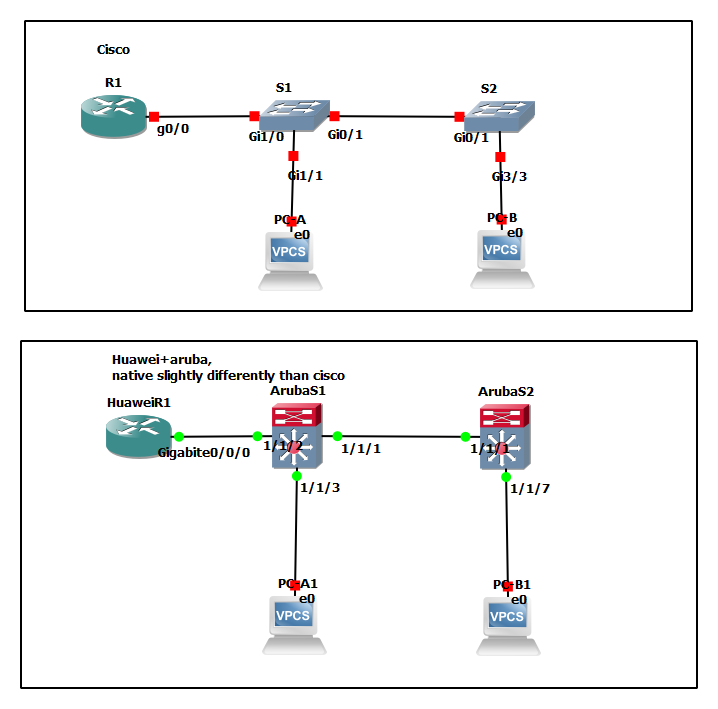 Cisco
R1
S1
S2
g0/0
Gi1/0
Gi0/1
Gi0/1
Gi1/1
Gi3/3
PC-A
e0
VPCS
PC-B
e0
VPCS
Huawei+aruba,
native slightly differently than cisco
HuaweiR1
ArubaS1
ArubaS2
Gigabite0/0/0
1/1/2
1/1/1
1/1/1
1/1/3
1/1/7
PC-A1
e0
VPCS
PC-B1
e0
VPCS